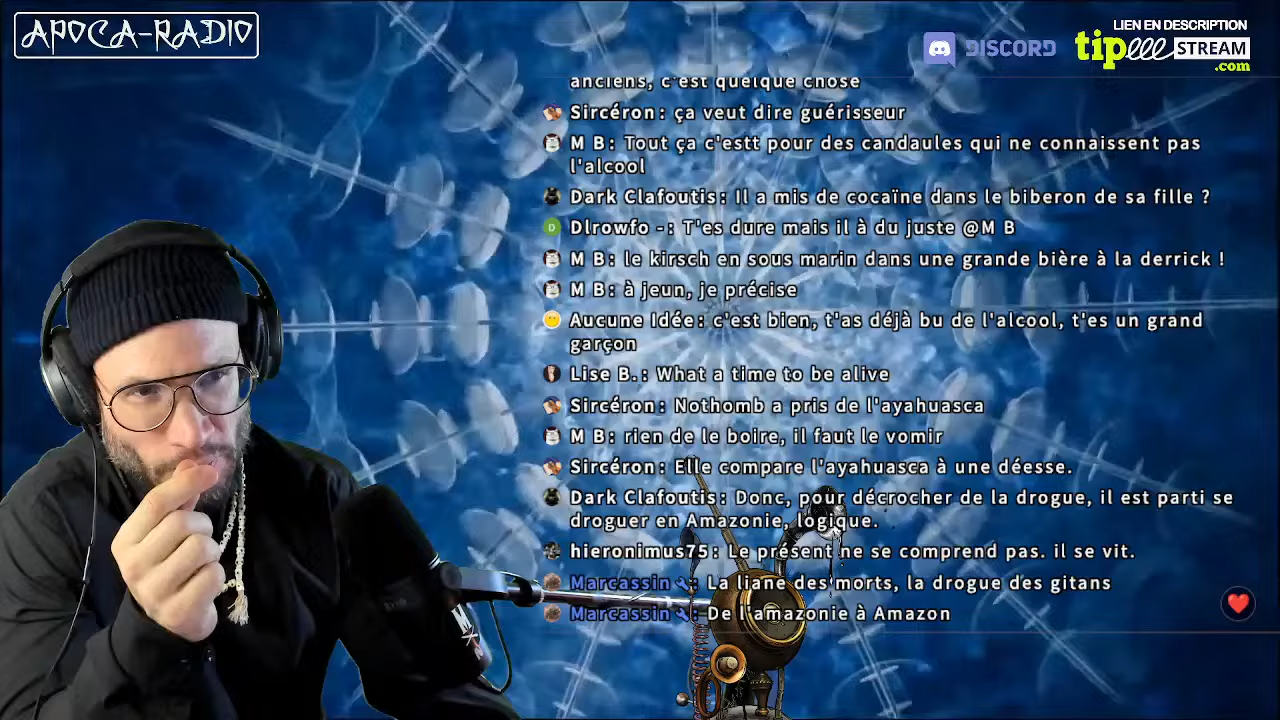 APOCA-RADIO
LIEN EN DESCRIPTION
DISCORD
tipeee STREAM
.com
anciens, c'est quelque chose
Sircéron: ça veut dire guérisseur
M B: Tout ça c'estt pour des candaules qui ne connaissent pas
l'alcool
Dark Clafoutis: Il a mis de cocaïne dans le biberon de sa fille ?
D Dlrowfo -: T'es dure mais il à du juste @M B
M B: le kirsch en sous marin dans une grande bière à la derrick !
M B: à jeun, je précise
Aucune Idée: c'est bien, t'as déjà bu de l'alcool, t'es un grand
garçon
Lise B.: What a time to be alive
Sircéron: Nothomb a pris de l'ayahuasca
M B: rien de le boire, il faut le vomir
Sircéron: Elle compare l'ayahuasca à une déesse.
Dark Clafoutis: Donc, pour décrocher de la drogue, il est parti se
droguer en Amazonie, logique.
hieronimus75: Le présent ne se comprend pas. il se vit.
Marcassin: La liane des morts, la drogue des gitans
Marcassin: De l'amazonie à Amazon